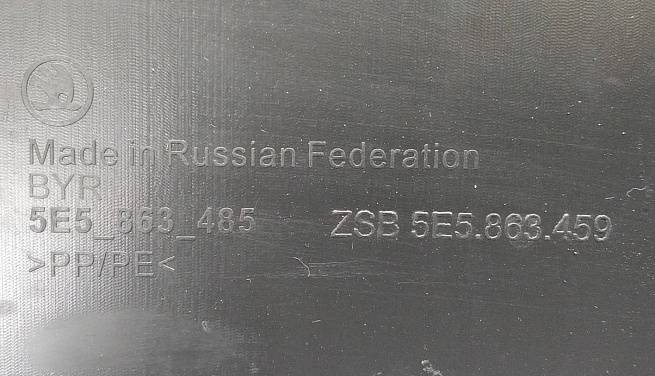 Made in Russian Federation
BYR
5E5_863_485 ZSB 5E5.863.459
>PP/PE<